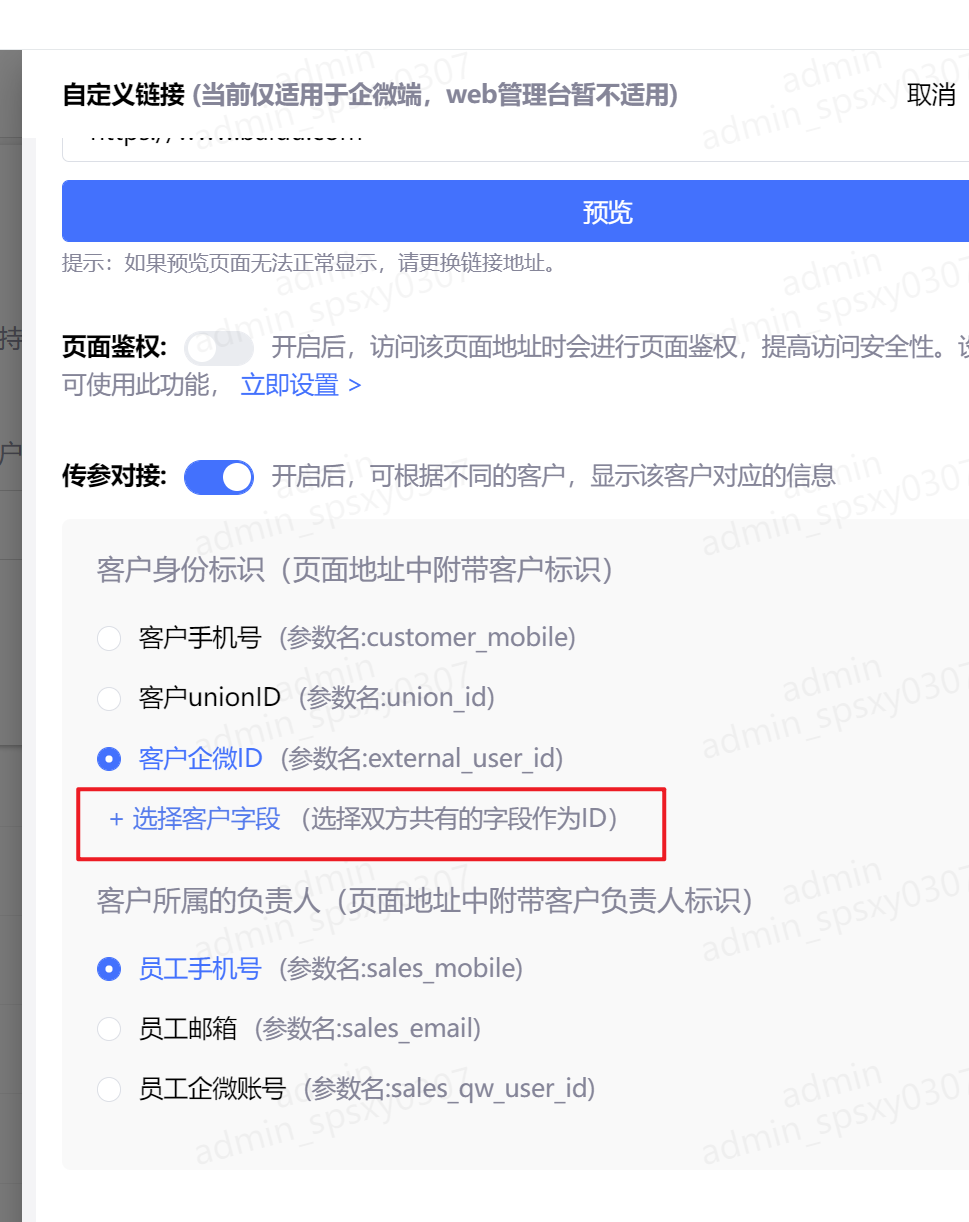 自定义链接 (当前仅适用于企微端，web管理台暂不适用)
取消
https://www.baidu.com
预览
提示：如果预览页面无法正常显示，请更换链接地址。
持
页面鉴权: 开启后，访问该页面地址时会进行页面鉴权，提高访问安全性。
可使用此功能， 立即设置 >
户
传参对接: 开启后，可根据不同的客户，显示该客户对应的信息
客户身份标识（页面地址中附带客户标识）
客户手机号 (参数名:customer_mobile)
客户unionID (参数名:union_id)
客户企微ID (参数名:external_user_id)
+ 选择客户字段 （选择双方共有的字段作为ID）
客户所属的负责人（页面地址中附带客户负责人标识）
员工手机号 (参数名:sales_mobile)
员工邮箱 (参数名:sales_email)
员工企微账号 (参数名:sales_qw_user_id)
admin
admin_spsxy0307